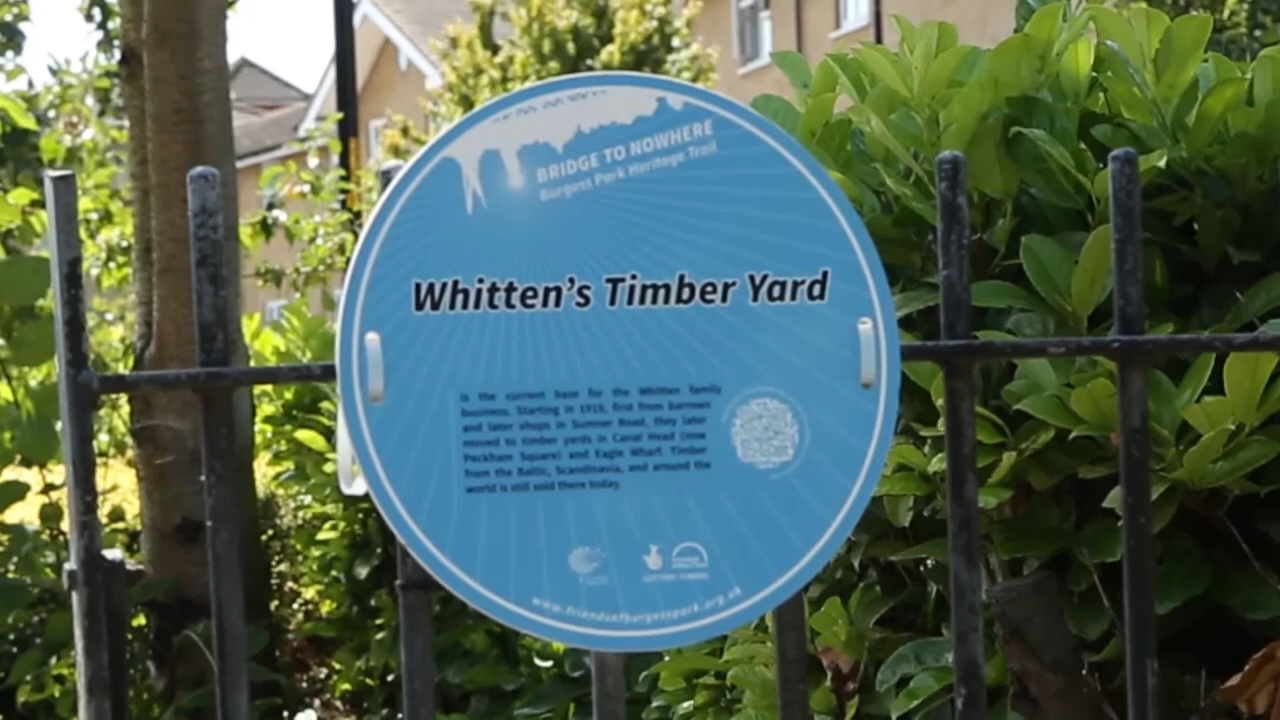 BRIDGE TO NOWHERE
Burgess Park Heritage Trail
Whitten's Timber Yard
is the current base for the Whitten family
business. Starting in 1919, first from barrows
and later shops in Sumner Road, they later
moved to timber yards in Canal Head (now
Peckham Square) and Eagle Wharf. Timber
from the Baltic, Scandinavia, and around the
world is still sold there today.
LOTTERY FUNDED
www.friendsofburgesspark.org.uk